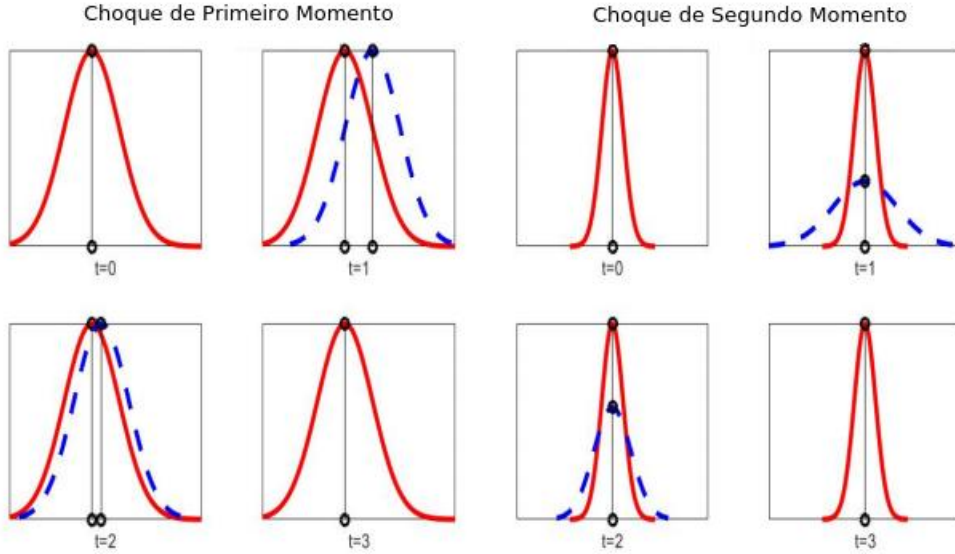 Choque de Primeiro Momento
Choque de Segundo Momento
t=0
t=1
t=0
t=1
t=2
t=3
t=2
t=3